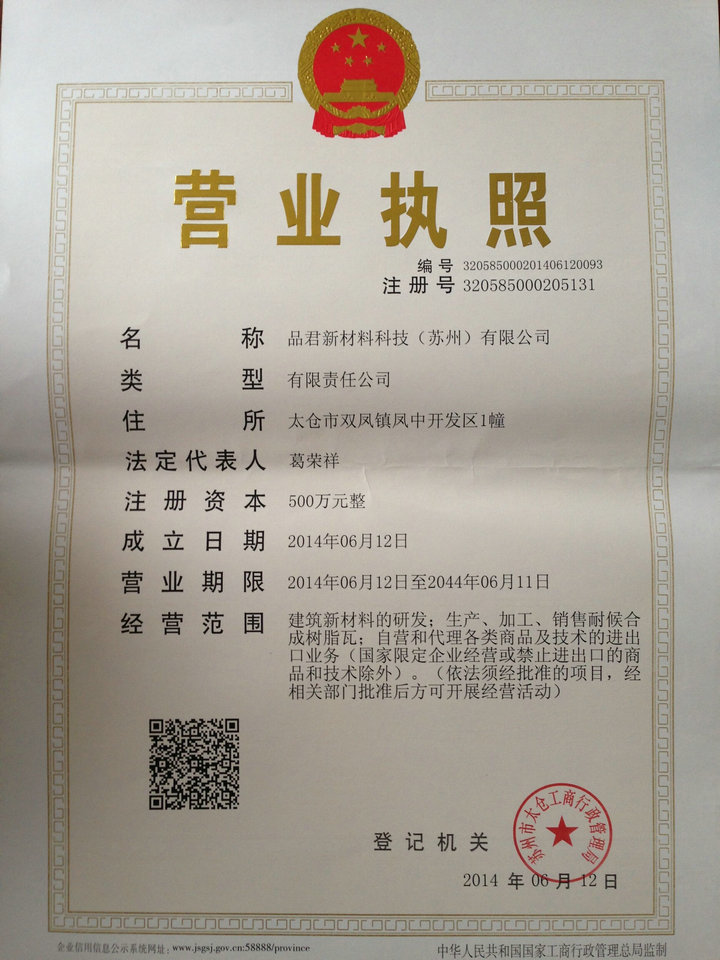 营业执照
编号 320585000201406120093
注册号 320585000205131
名称 品君新材料科技（苏州）有限公司
类型 有限责任公司
住所 太仓市双凤镇凤中开发区1幢
法定代表人 葛荣祥
注册资本 500万元整
成立日期 2014年06月12日
营业期限 2014年06月12日至2044年06月11日
经营范围 建筑新材料的研发；生产、加工、销售耐候合
成树脂瓦；自营和代理各类商品及技术的进出
口业务（国家限定企业经营或禁止进出口的商
品和技术除外）。（依法须经批准的项目，经
相关部门批准后方可开展经营活动）
苏州市太仓工商行政管理局
登记机关
2014 年 06 月 12 日
企业信用信息公示系统网址：www.jsgsj.gov.cn:58888/province
中华人民共和国国家工商行政管理总局监制